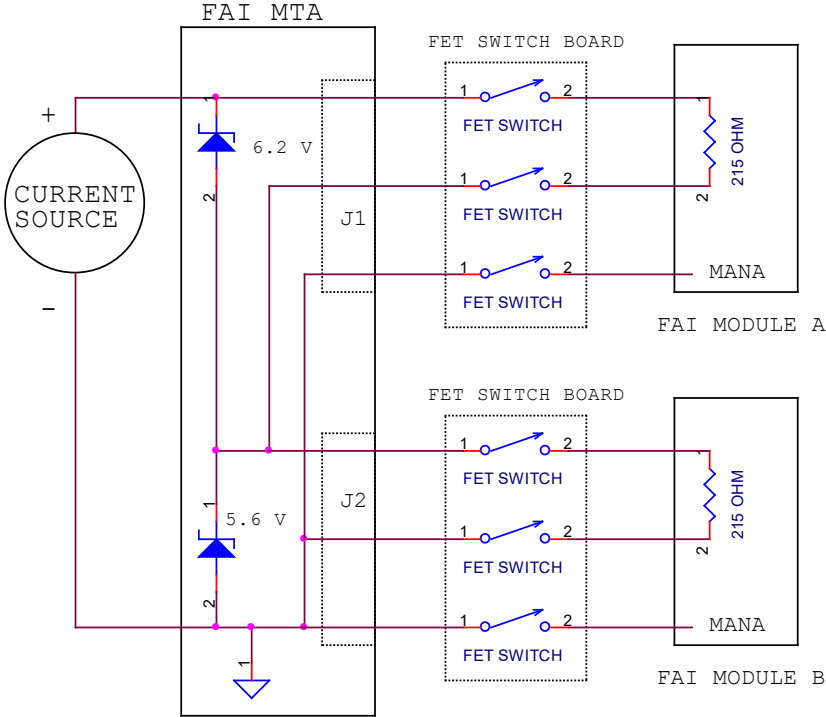 FAI MTA
FET SWITCH BOARD
+
CURRENT
SOURCE
-
1
6.2 V
2
J1
1 2
FET SWITCH
1 2
FET SWITCH
1 2
FET SWITCH
1
215 OHM
2
MANA
FAI MODULE A
FET SWITCH BOARD
1
5.6 V
2
1
J2
1 2
FET SWITCH
1 2
FET SWITCH
1 2
FET SWITCH
1
215 OHM
2
MANA
FAI MODULE B